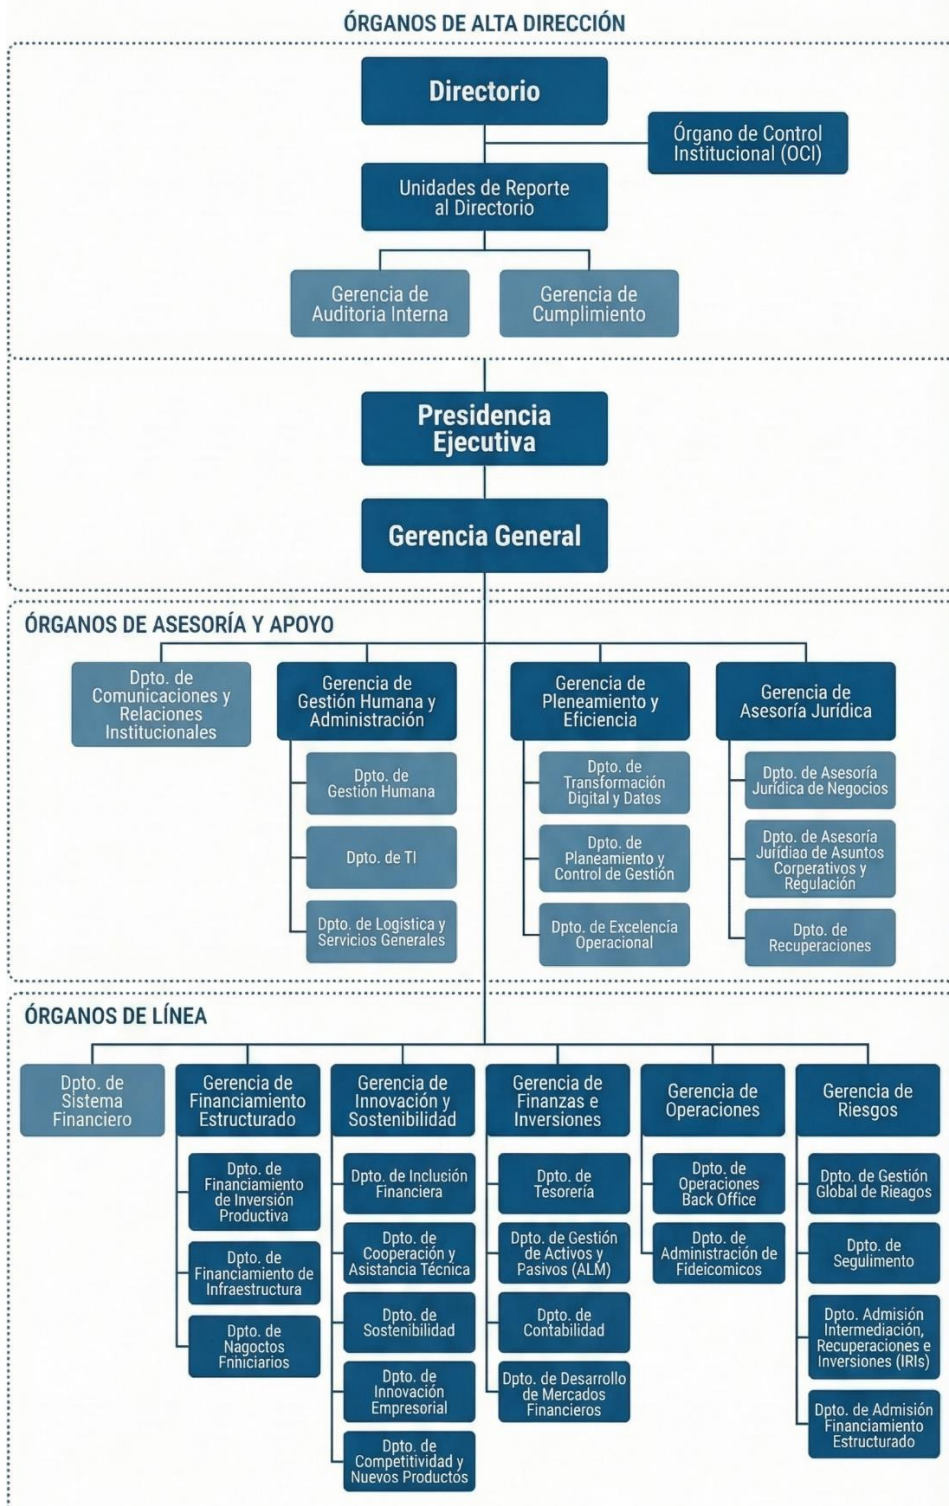 ÓRGANOS DE ALTA DIRECCIÓN
Directorio
Órgano de Control
Institucional (OCI)
Unidades de Reporte
al Directorio
Gerencia de
Auditoria Interna
Gerencia de
Cumplimiento
Presidencia
Ejecutiva
Gerencia General
ÓRGANOS DE ASESORÍA Y APOYO
Dpto. de
Comunicaciones y
Relaciones
Institucionales
Gerencia de
Gestión Humana y
Administración
Dpto. de
Gestión Humana
Dpto. de TI
Dpto. de Logística y
Servicios Generales
Gerencia de
Pleneamiento y
Eficiencia
Dpto. de
Transformación
Digital y Datos
Dpto. de
Planeamiento y
Control de Gestión
Dpto. de Excelencia
Operacional
Gerencia de
Asesoría Jurídica
Dpto. de Asesoría
Jurídica de Negocios
Dpto. de Asesoría
Jurídiao de Asuntos
Corperativos y
Regulación
Dpto. de
Recuperaciones
ÓRGANOS DE LÍNEA
Dpto. de
Sistema
Financiero
Gerencia de
Financiamiento
Estructurado
Dpto. de
Financiamiento
de Inversión
Productiva
Dpto. de
Financiamiento de
Infraestructura
Dpto. de
Nagoctos
Fniiciarios
Gerencia de
Innovación y
Sostenibilidad
Dpto. de Inclusión
Financiera
Dpto. de
Cooperación y
Asistancia Técnica
Dpto. de
Sostenibilidad
Dpto. de
Innovación
Empresorial
Dpto. de
Competitividad y
Nuevos Productos
Gerencia de
Finanzas e
Inversiones
Dpto. de
Tesorería
Dpto. de Gestión
de Activos y
Pasivos (ALM)
Dpto. de
Contabilidad
Dpto. de Desarrollo
de Mercados
Financieros
Gerencia de
Operaciones
Dpto. de
Operaciones
Back Office
Dpto. de
Administración de
Fideicomicos
Gerencia de
Riesgos
Dpto. de Gestión
Global de Rieagos
Dpto. de
Segulimento
Dpto. Admisión
Intermediación,
Recuperaciones e
Inversiones (IRIs)
Dpto. de Admisión
Financiamiento
Estructurado